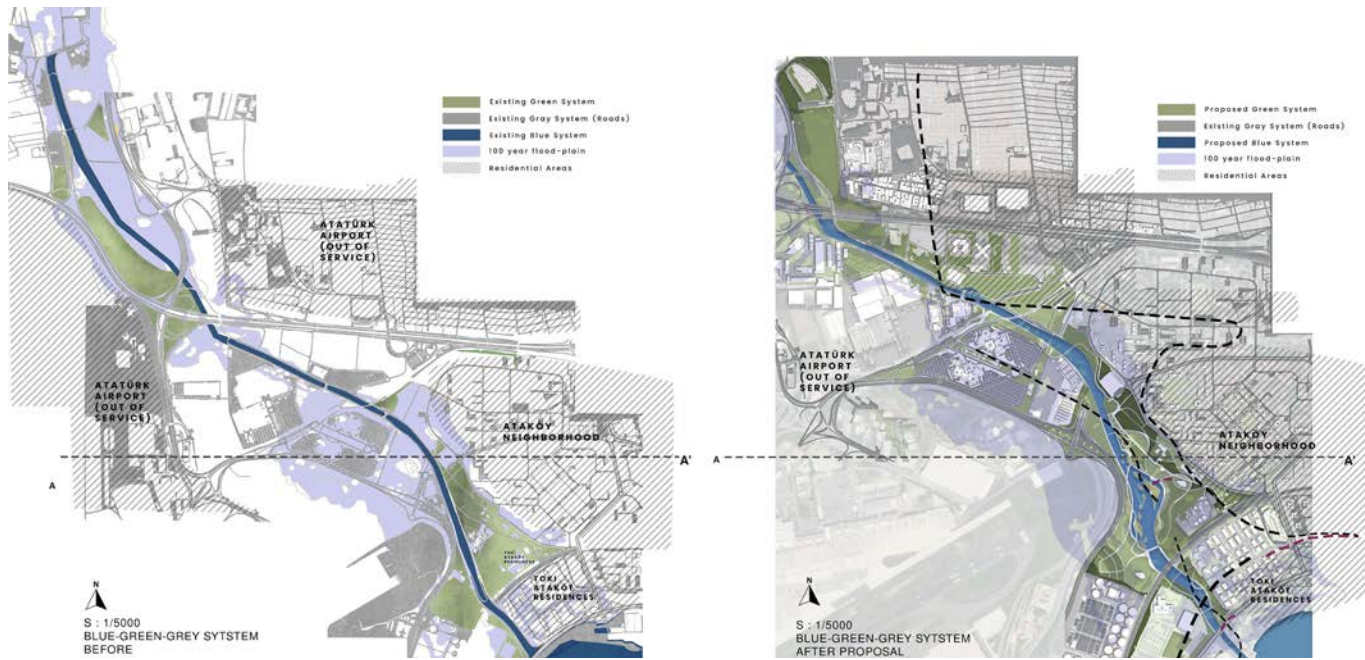 Existing Green System
Existing Gray System (Roads)
Existing Blue System
100 year flood-plain
Residential Areas
ATATÜRK
AIRPORT
(OUT OF
SERVICE)
ATATÜRK
AIRPORT
(OUT OF
SERVICE)
ATAKÖY
NEIGHBORHOOD
A
A'
TOKI
ATAKÖY
RESIDENCES
TOKI
ATAKÖY
RESIDENCES
N
S : 1/5000
BLUE-GREEN-GREY SYTSTEM
BEFORE
Proposed Green System
Existing Gray System (Roads)
Proposed Blue System
100 year flood-plain
Residential Areas
ATATÜRK
AIRPORT
(OUT OF
SERVICE)
ATAKÖY
NEIGHBORHOOD
A
A'
TOKI
ATAKÖY
RESIDENCES
N
S : 1/5000
BLUE-GREEN-GREY SYTSTEM
AFTER PROPOSAL